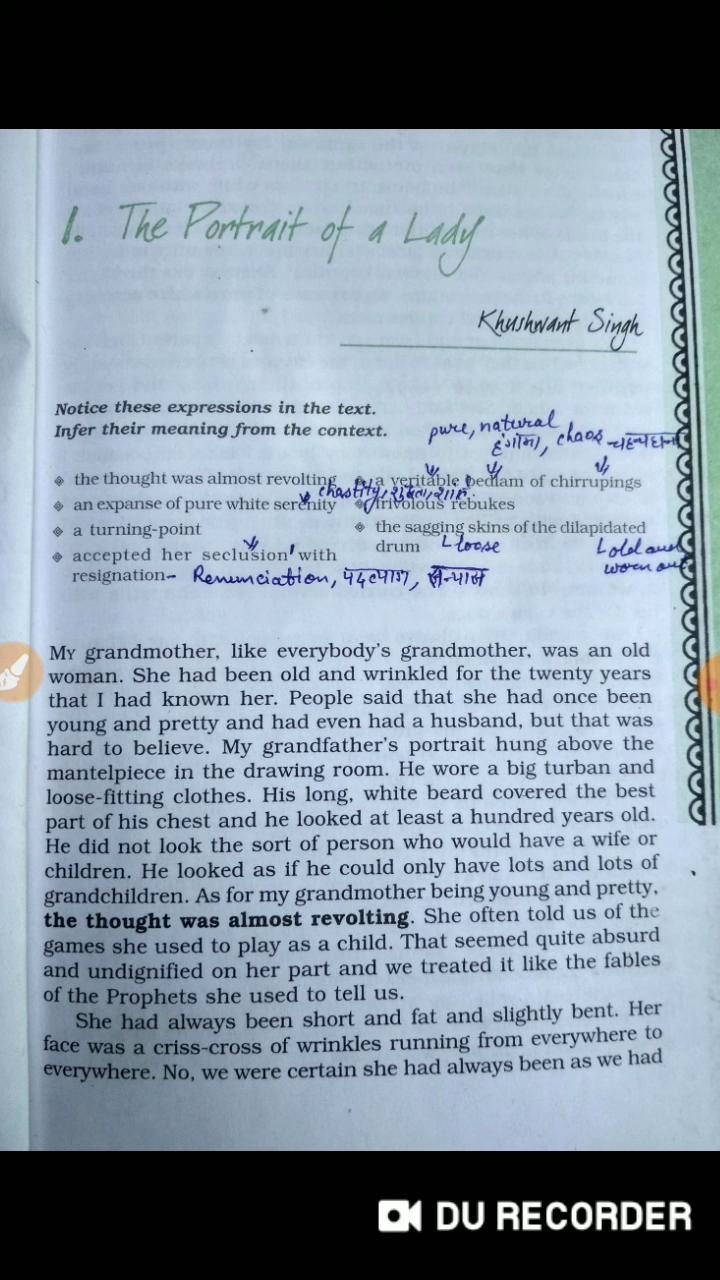 1. The Portrait of a Lady
Khushwant Singh
Notice these expressions in the text.
Infer their meaning from the context.
pure, natural
हंगामा, chaos चहचहाना
❖ the thought was almost revolting
❖ an expanse of pure white serenity
❖ a turning-point
❖ accepted her seclusion with
resignation- Renunciation, पदत्याग, सन्यास
❖ a veritable bedlam of chirrupings
chastity,
❖ frivolous rebukes
❖ the sagging skins of the dilapidated
drum loose
old and
worn out
My grandmother, like everybody's grandmother, was an old
woman. She had been old and wrinkled for the twenty years
that I had known her. People said that she had once been
young and pretty and had even had a husband, but that was
hard to believe. My grandfather's portrait hung above the
mantelpiece in the drawing room. He wore a big turban and
loose-fitting clothes. His long, white beard covered the best
part of his chest and he looked at least a hundred years old.
He did not look the sort of person who would have a wife or
children. He looked as if he could only have lots and lots of
grandchildren. As for my grandmother being young and pretty,
the thought was almost revolting. She often told us of the
games she used to play as a child. That seemed quite absurd
and undignified on her part and we treated it like the fables
of the Prophets she used to tell us.
She had always been short and fat and slightly bent. Her
face was a criss-cross of wrinkles running from everywhere to
everywhere. No, we were certain she had always been as we had
DU RECORDER